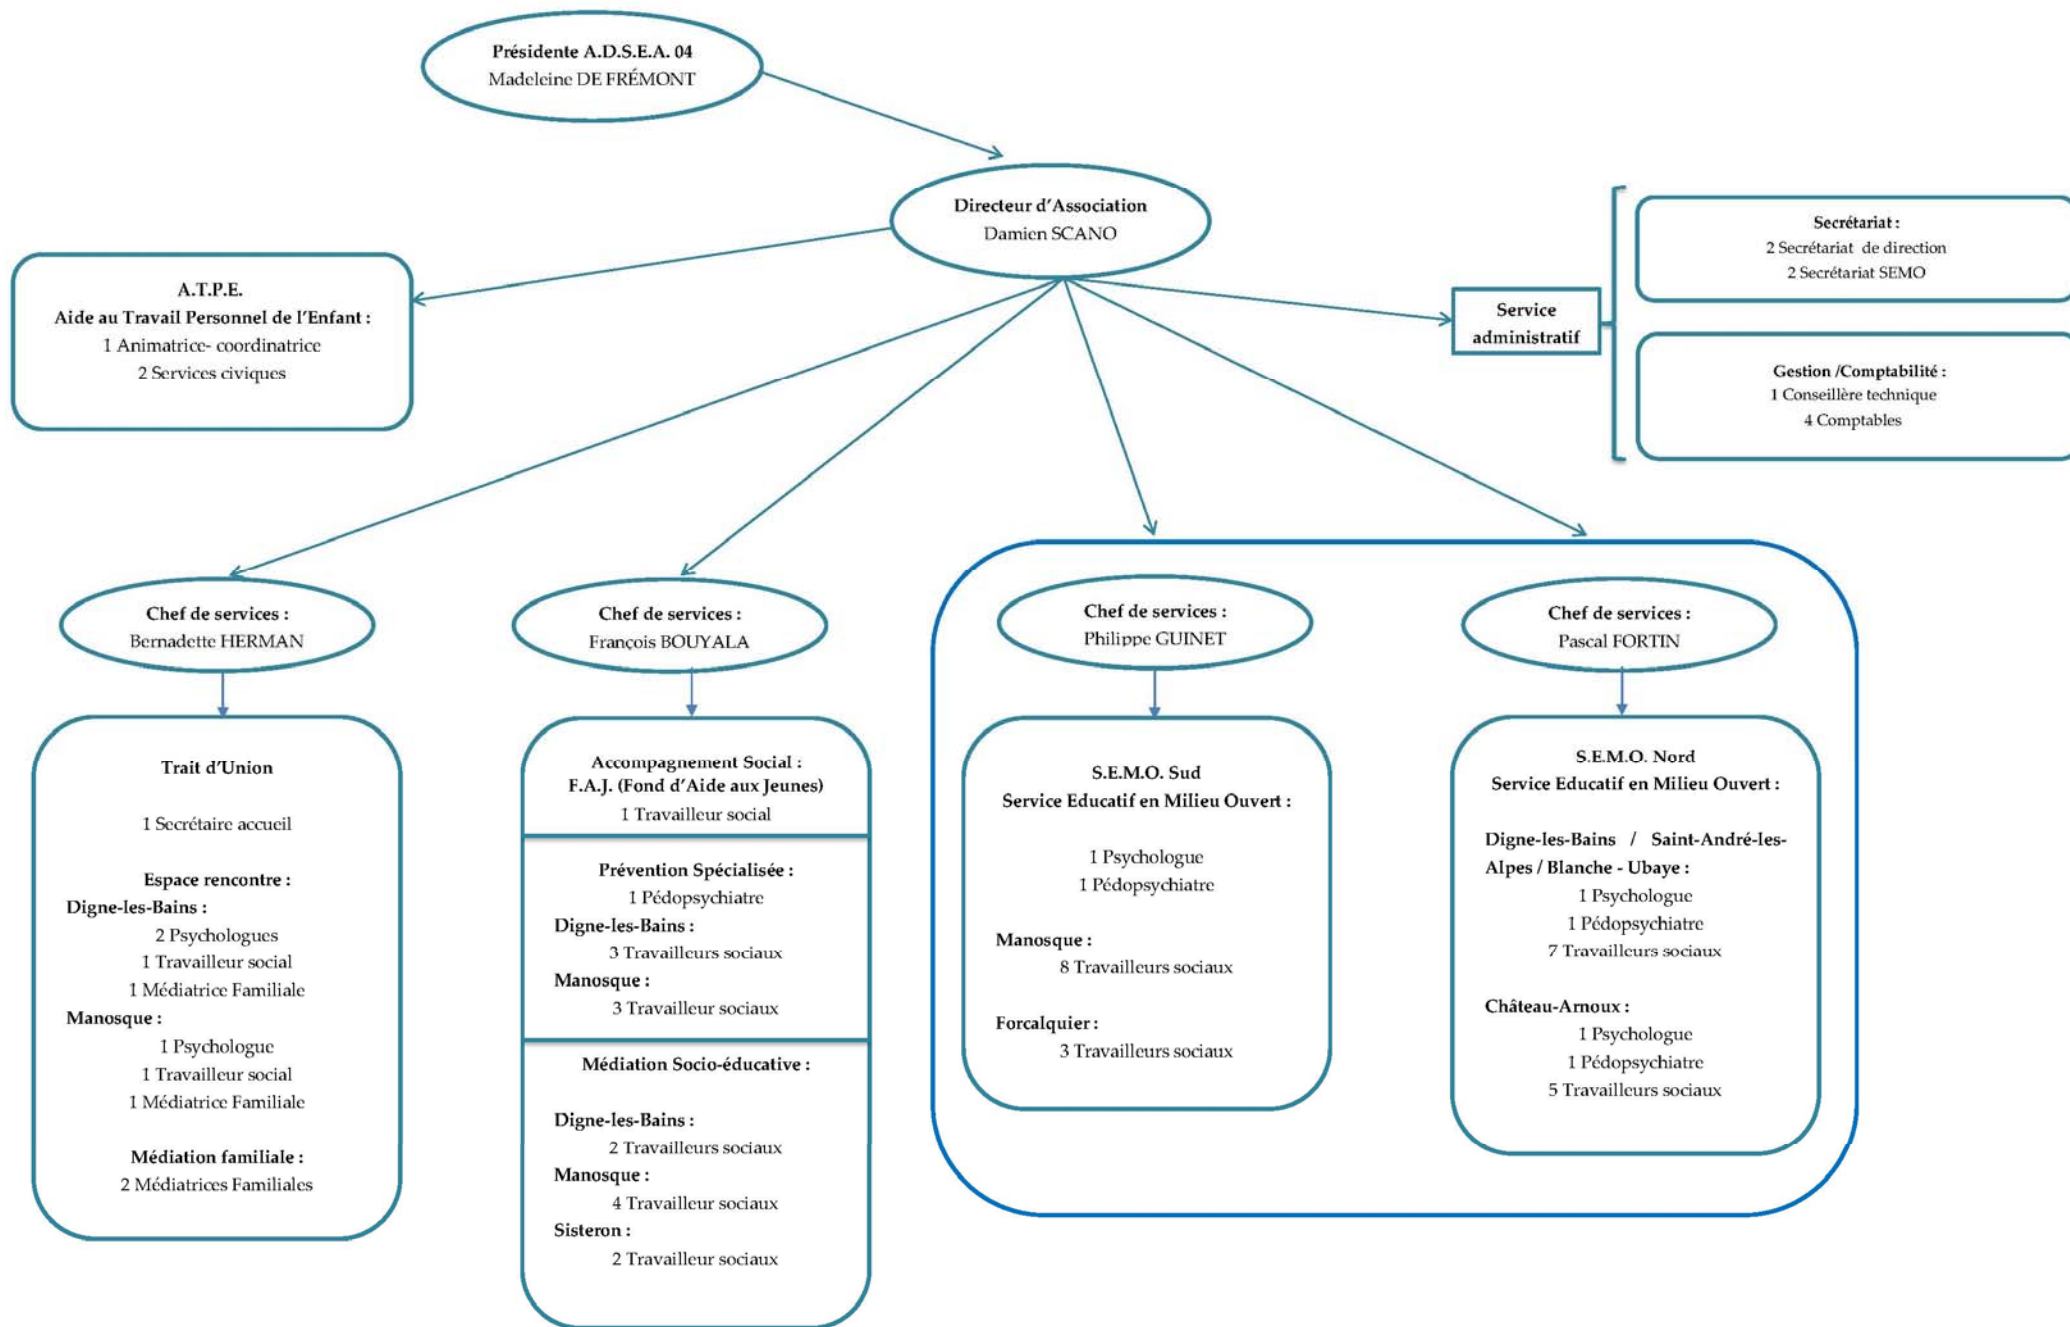 Présidente A.D.S.E.A. 04
Madeleine DE FRÉMONT
Directeur d'Association
Damien SCANO
A.T.P.E.
Aide au Travail Personnel de l'Enfant :
1 Animatrice- coordinatrice
2 Services civiques
Service
administratif
Secrétariat :
2 Secrétariat de direction
2 Secrétariat SEMO
Gestion /Comptabilité :
1 Conseillère technique
4 Comptables
Chef de services :
Bernadette HERMAN
Trait d'Union
1 Secrétaire accueil
Espace rencontre :
Digne-les-Bains :
2 Psychologues
1 Travailleur social
1 Médiatrice Familiale
Manosque :
1 Psychologue
1 Travailleur social
1 Médiatrice Familiale
Médiation familiale :
2 Médiatrices Familiales
Chef de services :
François BOUYALA
Accompagnement Social :
F.A.J. (Fond d'Aide aux Jeunes)
1 Travailleur social
Prévention Spécialisée :
1 Pédopsychiatre
Digne-les-Bains :
3 Travailleurs sociaux
Manosque :
3 Travailleurs sociaux
Médiation Socio-éducative :
Digne-les-Bains :
2 Travailleurs sociaux
Manosque :
4 Travailleur sociaux
Sisteron :
2 Travailleur sociaux
Chef de services :
Philippe GUINET
S.E.M.O. Sud
Service Educatif en Milieu Ouvert :
1 Psychologue
1 Pédopsychiatre
Manosque :
8 Travailleurs sociaux
Forcalquier :
3 Travailleurs sociaux
Chef de services :
Pascal FORTIN
S.E.M.O. Nord
Service Educatif en Milieu Ouvert :
Digne-les-Bains / Saint-André-les-
Alpes / Blanche - Ubaye :
1 Psychologue
1 Pédopsychiatre
7 Travailleurs sociaux
Château-Arnoux :
1 Psychologue
1 Pédopsychiatre
5 Travailleurs sociaux